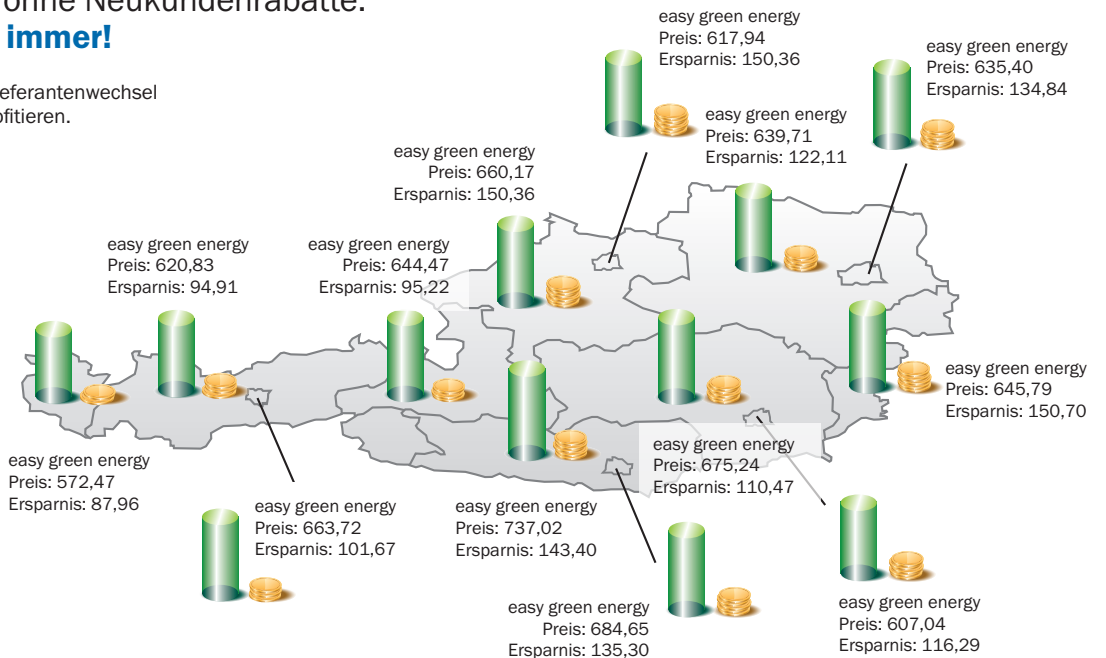 ohne Neukundenrabatte.
immer!
eferantenwechsel
ofitieren.
easy green energy
Preis: 617,94
Ersparnis: 150,36
easy green energy
Preis: 635,40
Ersparnis: 134,84
easy green energy
Preis: 639,71
Ersparnis: 122,11
easy green energy
Preis: 660,17
Ersparnis: 150,36
easy green energy
Preis: 620,83
Ersparnis: 94,91
easy green energy
Preis: 644,47
Ersparnis: 95,22
easy green energy
Preis: 645,79
Ersparnis: 150,70
easy green energy
Preis: 572,47
Ersparnis: 87,96
easy green energy
Preis: 675,24
Ersparnis: 110,47
easy green energy
Preis: 663,72
Ersparnis: 101,67
easy green energy
Preis: 737,02
Ersparnis: 143,40
easy green energy
Preis: 684,65
Ersparnis: 135,30
easy green energy
Preis: 607,04
Ersparnis: 116,29